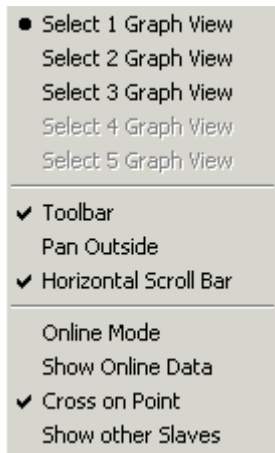 Select 1 Graph View
Select 2 Graph View
Select 3 Graph View
Select 4 Graph View
Select 5 Graph View
Toolbar
Pan Outside
Horizontal Scroll Bar
Online Mode
Show Online Data
Cross on Point
Show other Slaves